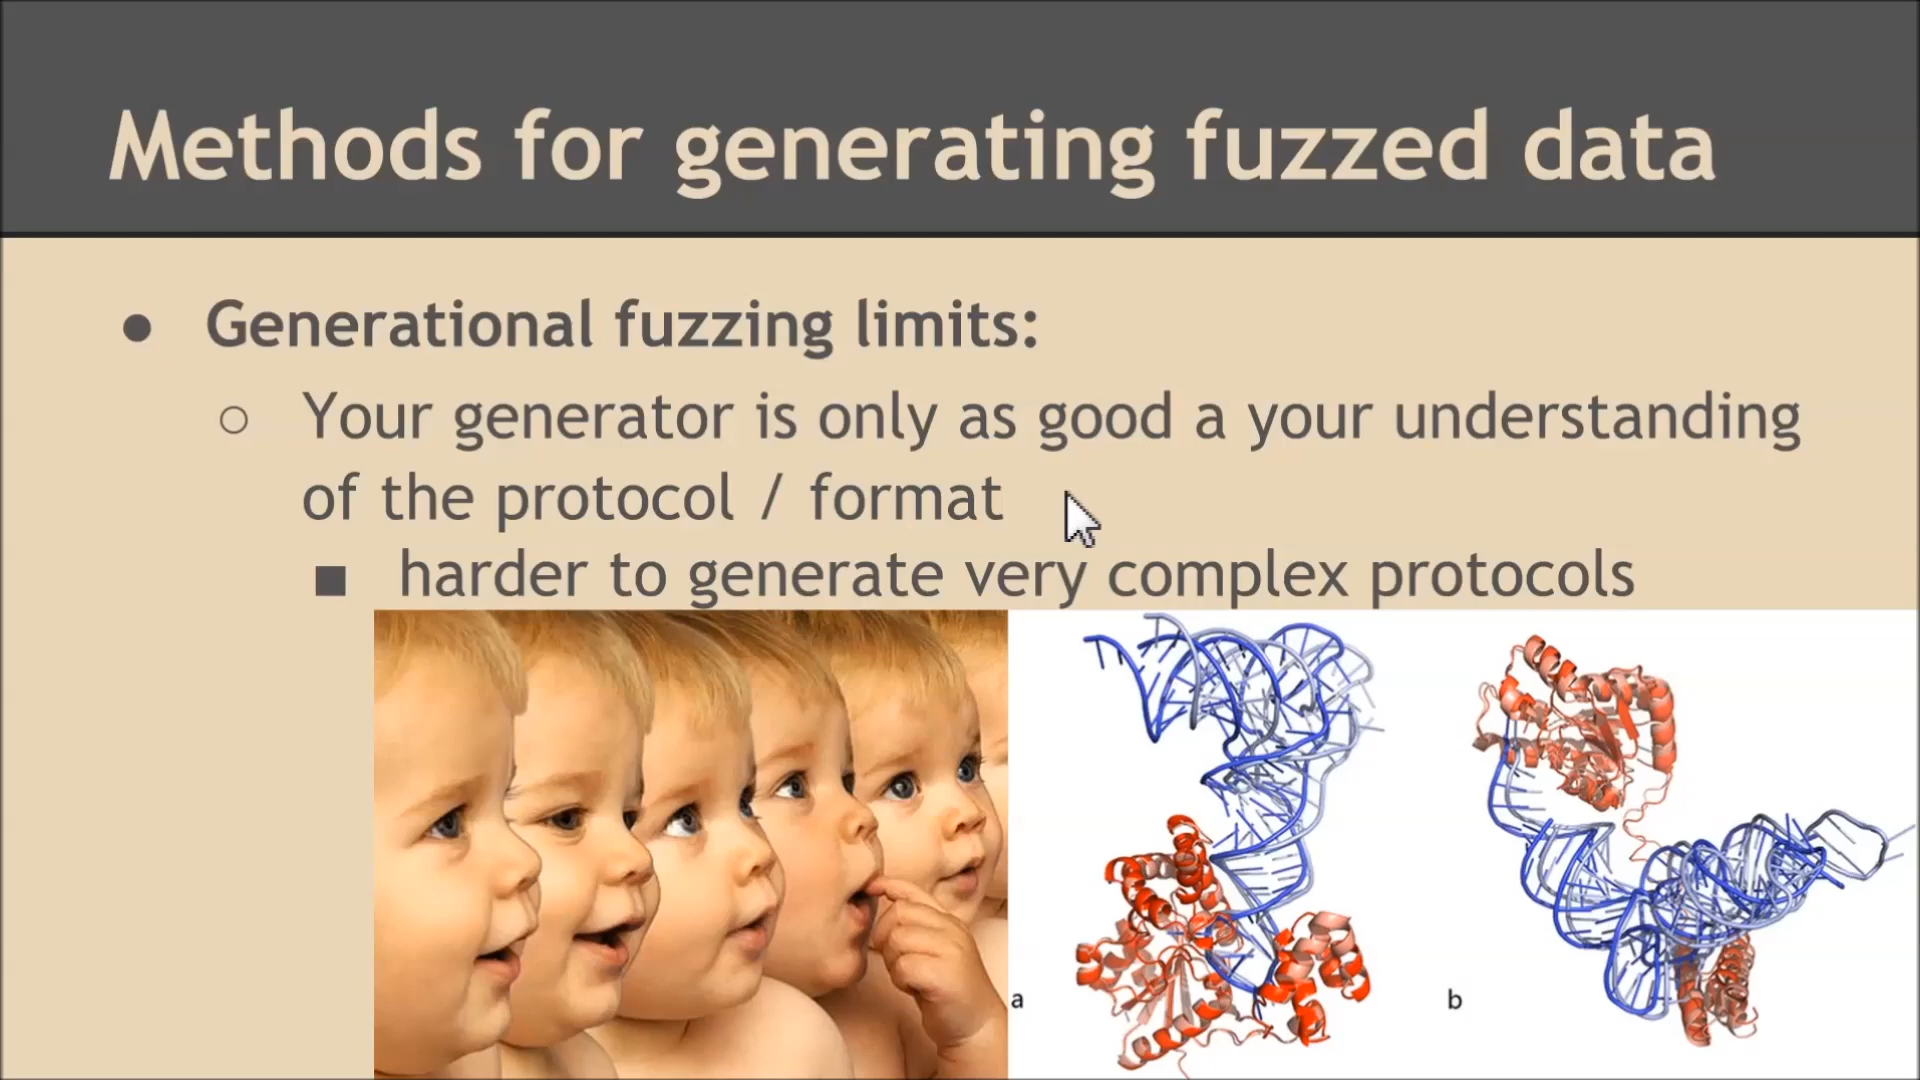 Methods for generating fuzzed data
● Generational fuzzing limits:
○ Your generator is only as good a your understanding
of the protocol / format
■ harder to generate very complex protocols
a
b